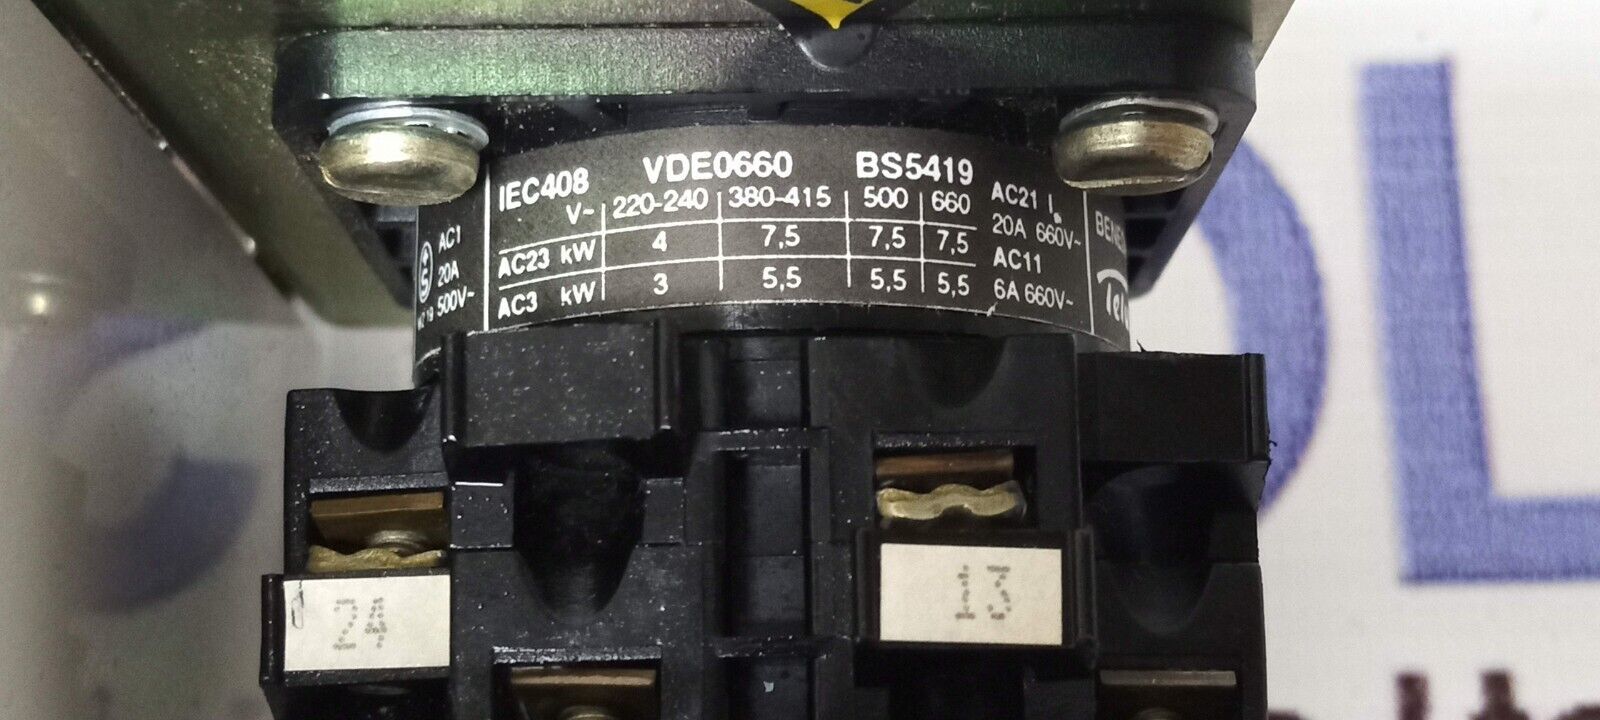 IEC408 VDE0660 BS5419
V~ 220-240 380-415 500 660
AC23 kW 4 7,5 7,5 7,5
AC3 kW 3 5,5 5,5 5,5
AC21
20A 660V~
AC11
6A 660V~
AC1
20A
500V~
S
24
13